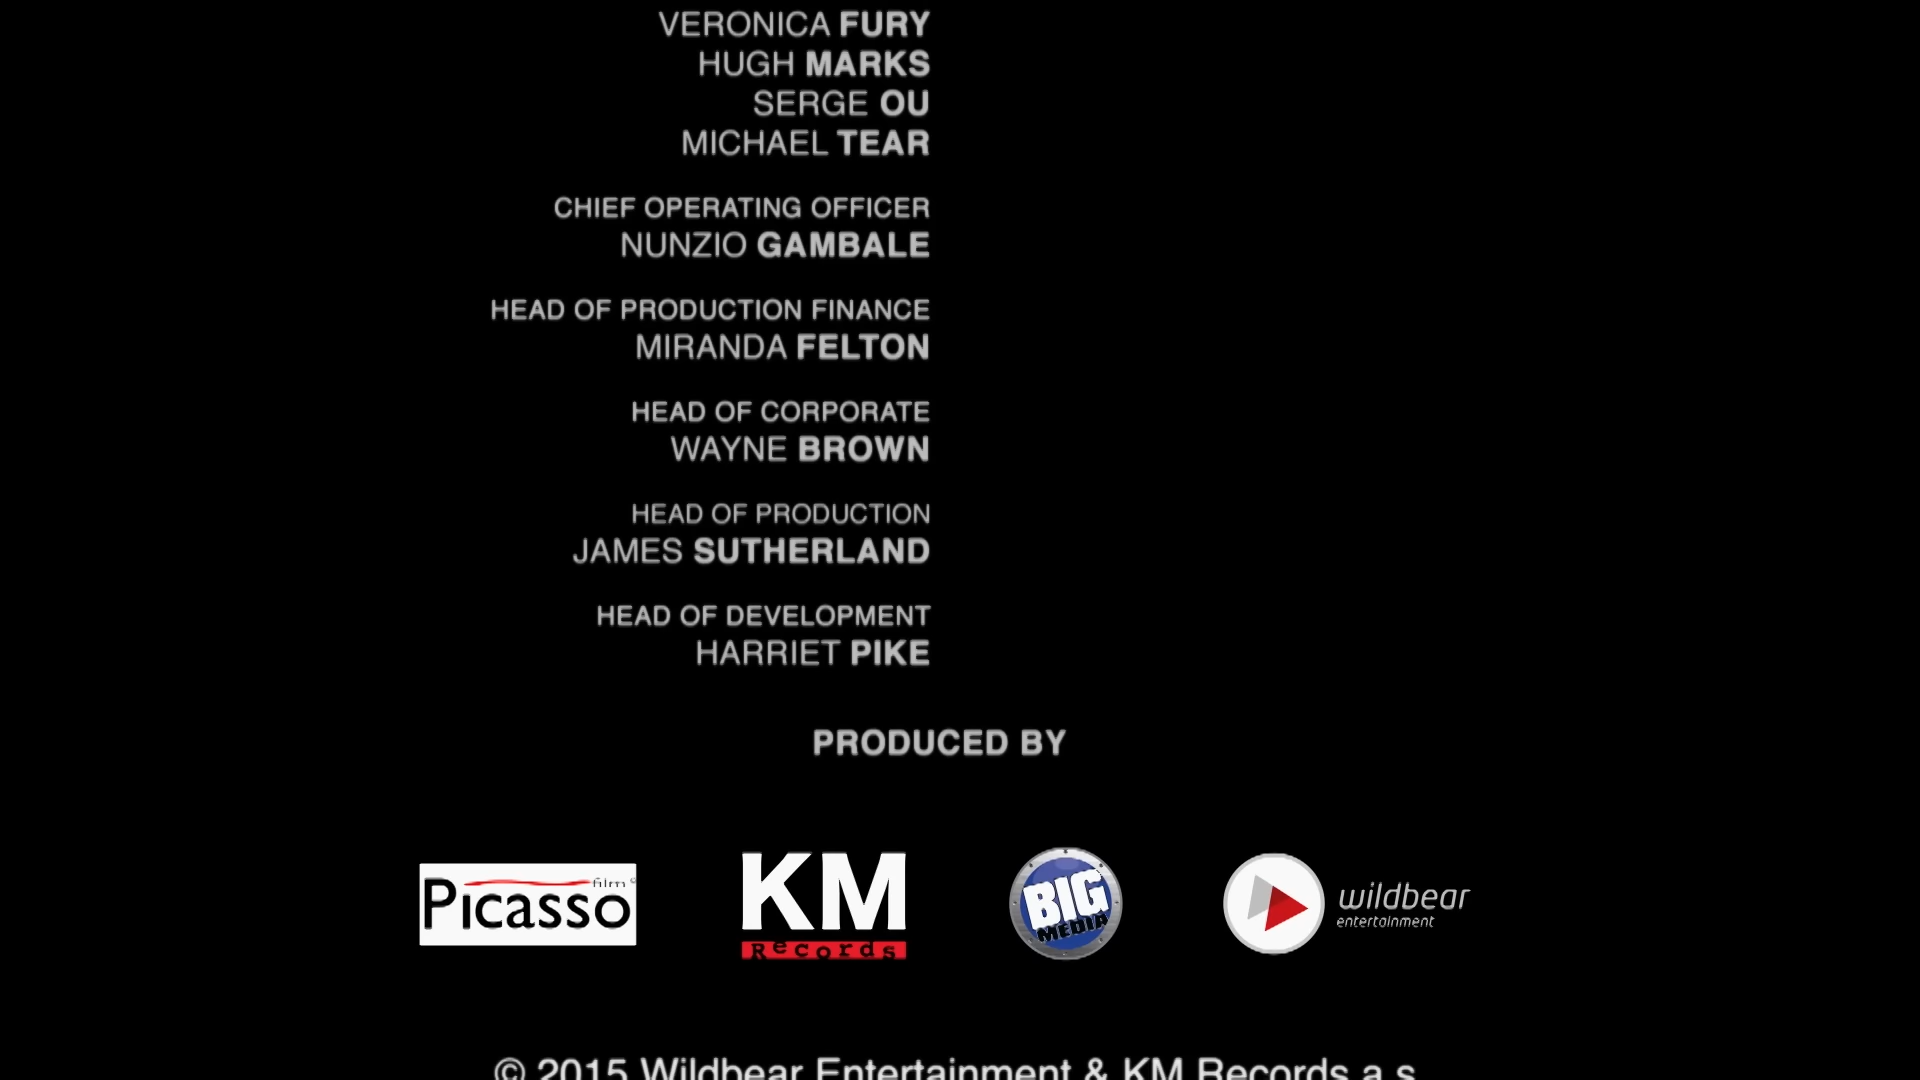 VERONICA FURY
HUGH MARKS
SERGE OU
MICHAEL TEAR
CHIEF OPERATING OFFICER
NUNZIO GAMBALE
HEAD OF PRODUCTION FINANCE
MIRANDA FELTON
HEAD OF CORPORATE
WAYNE BROWN
HEAD OF PRODUCTION
JAMES SUTHERLAND
HEAD OF DEVELOPMENT
HARRIET PIKE
PRODUCED BY
film
Picasso
KM
Records
BIG
MEDIA
wildbear
entertainment
© 2015 Wildbear Entertainment & KM Records a.s.